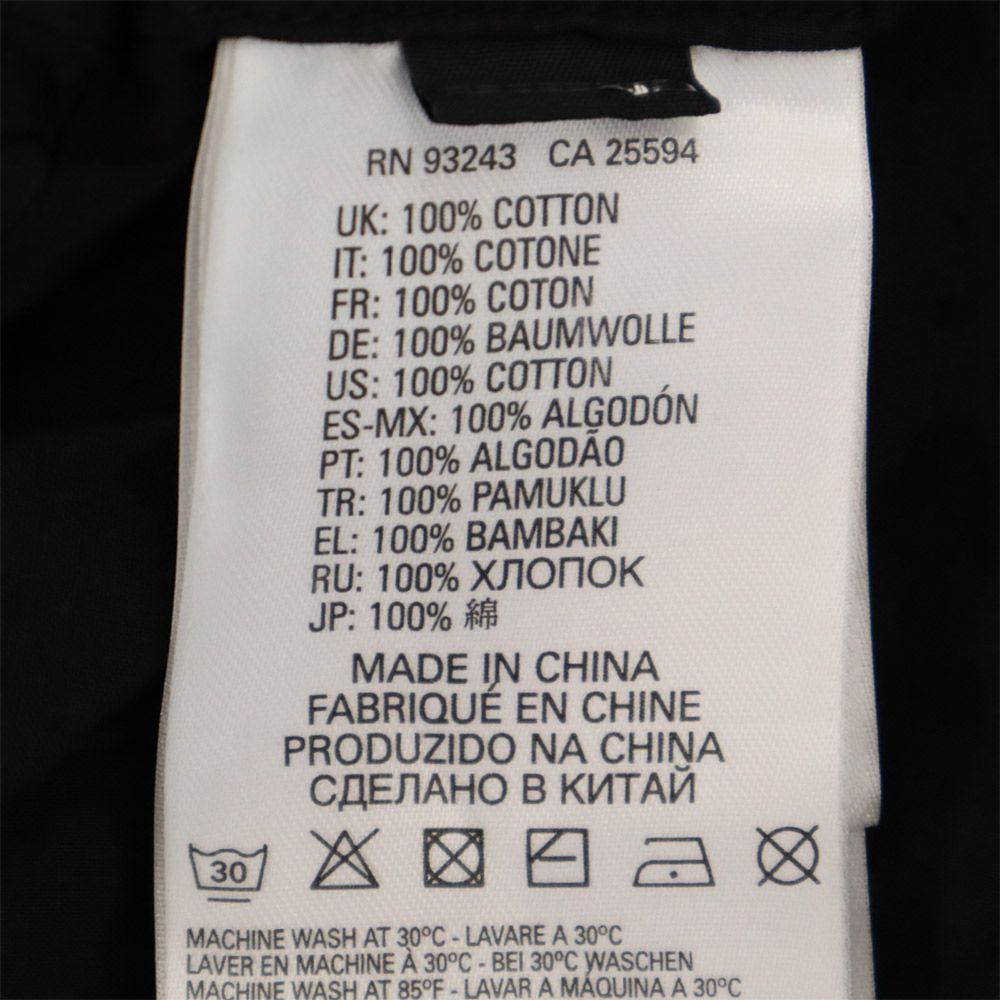 RN 93243 CA 25594
UK: 100% COTTON
IT: 100% COTONE
FR: 100% COTON
DE: 100% BAUMWOLLE
US: 100% COTTON
ES-MX: 100% ALGODÓN
PT: 100% ALGODÃO
TR: 100% PAMUKLU
EL: 100% BAMBAKI
RU: 100% ХЛОПОК
JP: 100% 綿
MADE IN CHINA
FABRIQUÉ EN CHINE
PRODUZIDO NA CHINA
СДЕЛАНО В КИТАЙ
30
MACHINE WASH AT 30°C - LAVARE A 30°C
LAVER EN MACHINE À 30°C - BEI 30°C WASCHEN
MACHINE WASH AT 85°F - LAVAR A MÁQUINA A 30°C